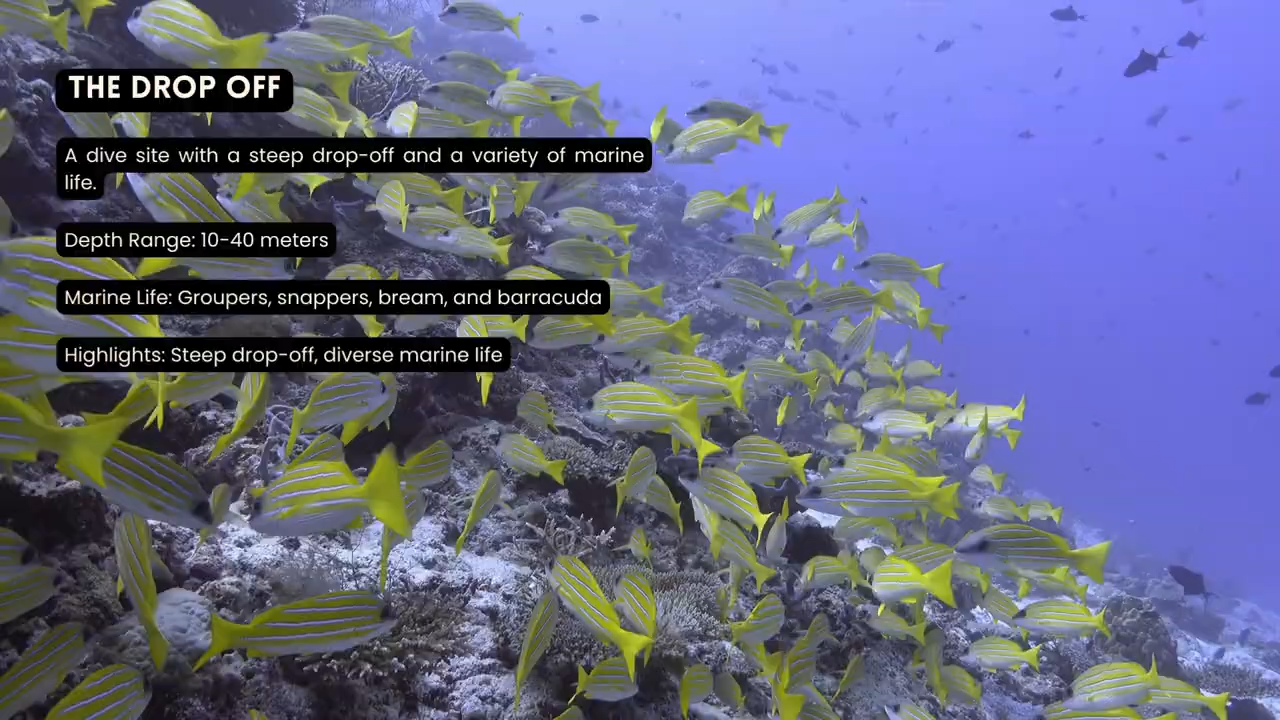 THE DROP OFF
A dive site with a steep drop-off and a variety of marine
life.
Depth Range: 10-40 meters
Marine Life: Groupers, snappers, bream, and barracuda
Highlights: Steep drop-off, diverse marine life